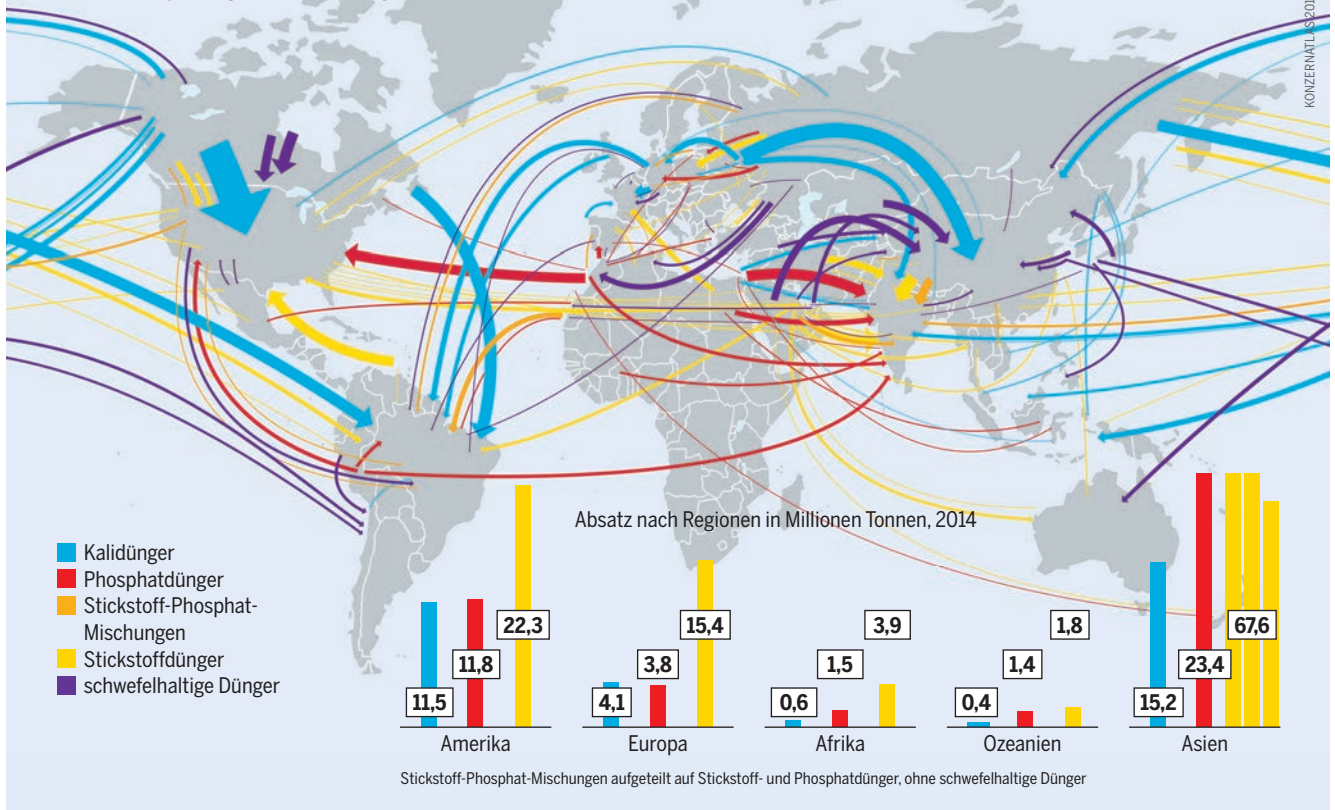 KONZERNATLAS 201
Absatz nach Regionen in Millionen Tonnen, 2014
Kalidünger
Phosphatdünger
Stickstoff-Phosphat-
Mischungen
Stickstoffdünger
schwefelhaltige Dünger
11,5
11,8
22,3
Amerika
4,1
3,8
15,4
Europa
0,6
1,5
3,9
Afrika
0,4
1,4
1,8
Ozeanien
15,2
23,4
67,6
Asien
Stickstoff-Phosphat-Mischungen aufgeteilt auf Stickstoff- und Phosphatdünger, ohne schwefelhaltige Dünger